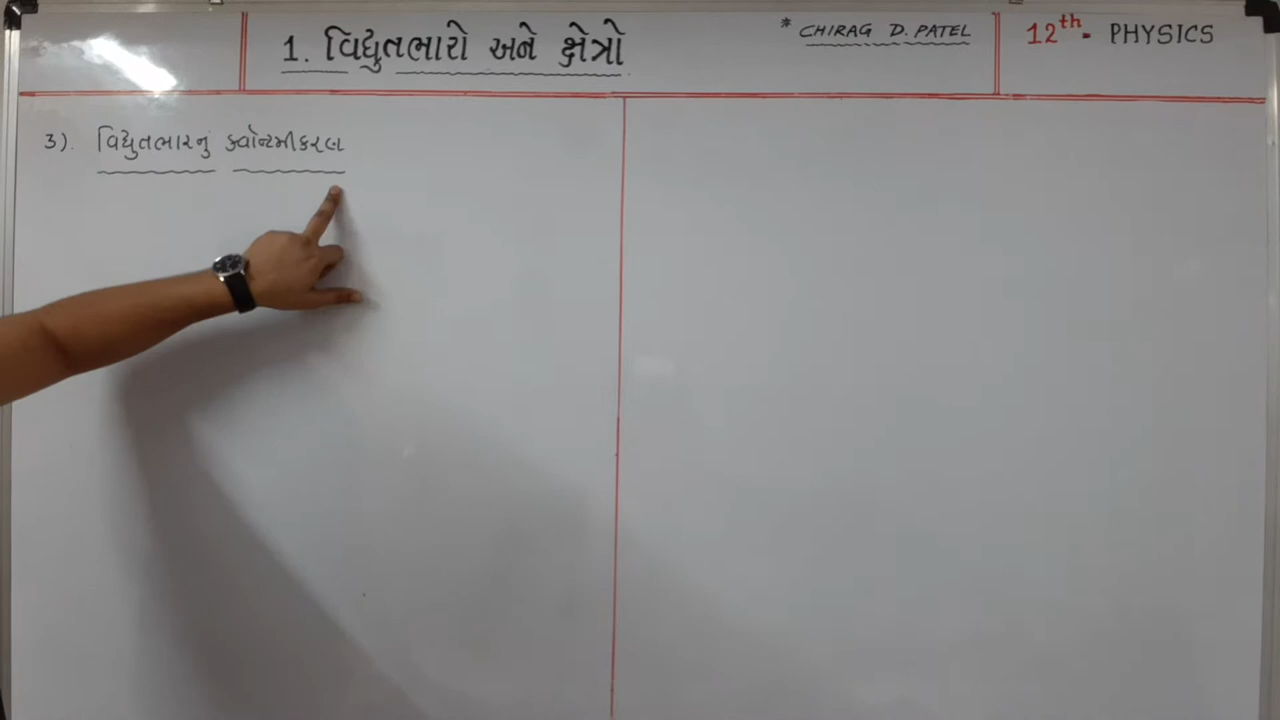 1. વિદ્યુતભારો અને ક્ષેત્રો
* CHIRAG D. PATEL
12th. PHYSICS
3). વિદ્યુતભારનું ક્વોન્ટમીકરણ